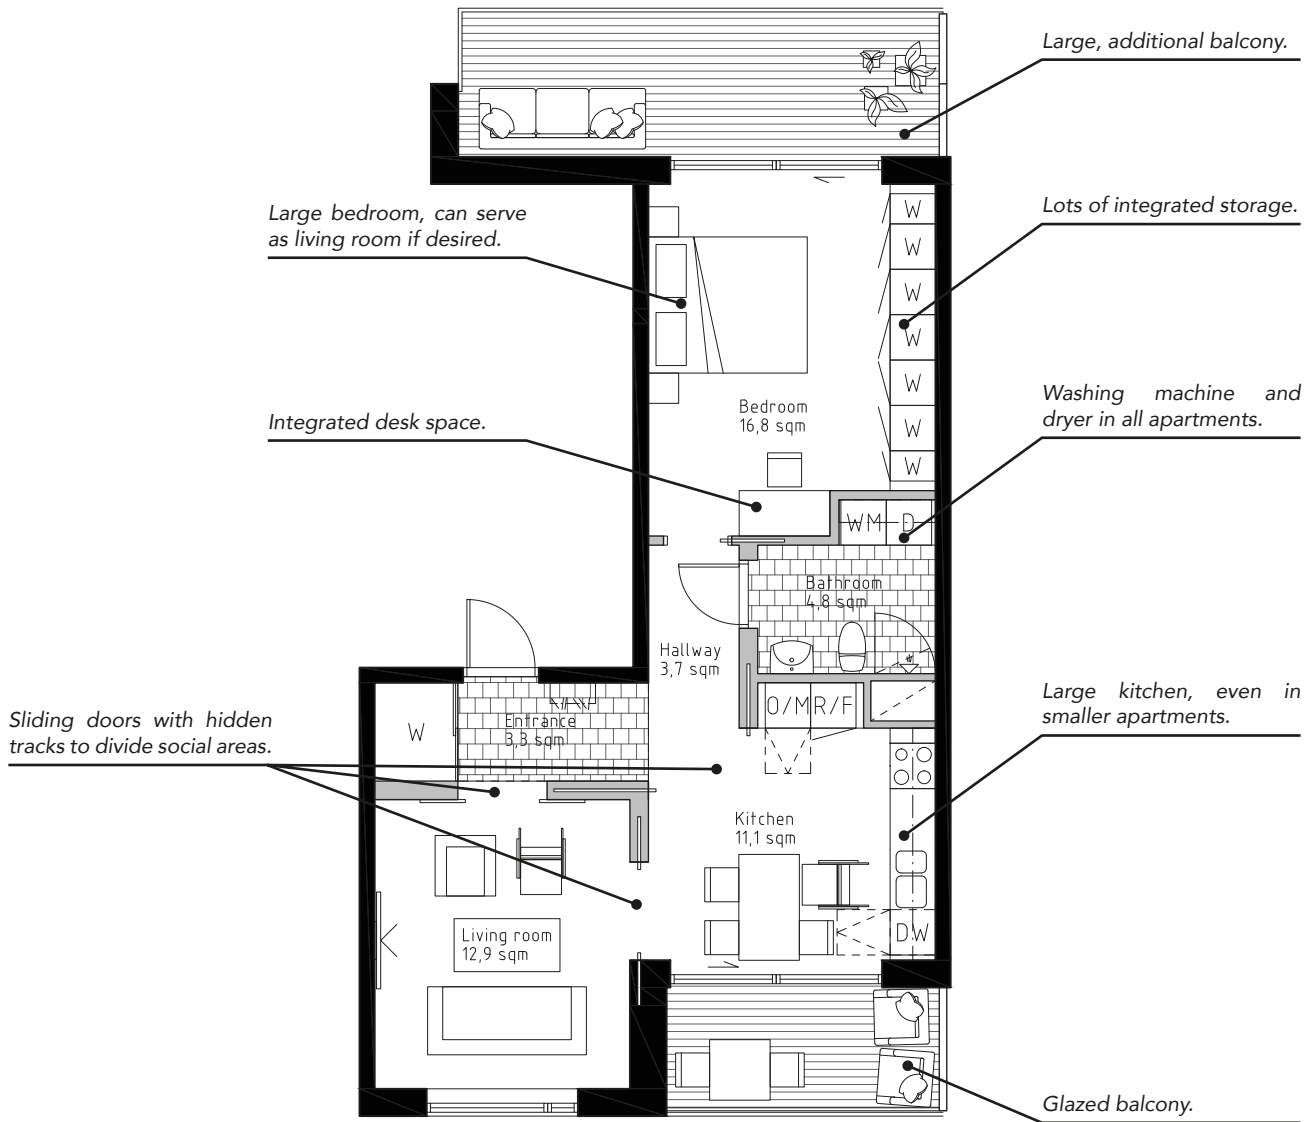 Large, additional balcony.
Large bedroom, can serve
as living room if desired.
Lots of integrated storage.
W
W
W
W
W
W
W
Bedroom
16,8 sqm
Integrated desk space.
Washing machine and
dryer in all apartments.
WM D
Bathroom
4,8 sqm
Hallway
3,7 sqm
O/M R/F
Large kitchen, even in
smaller apartments.
Sliding doors with hidden
tracks to divide social areas.
W
Entrance
3,3 sqm
Kitchen
11,1 sqm
DW
Living room
12,9 sqm
Glazed balcony.